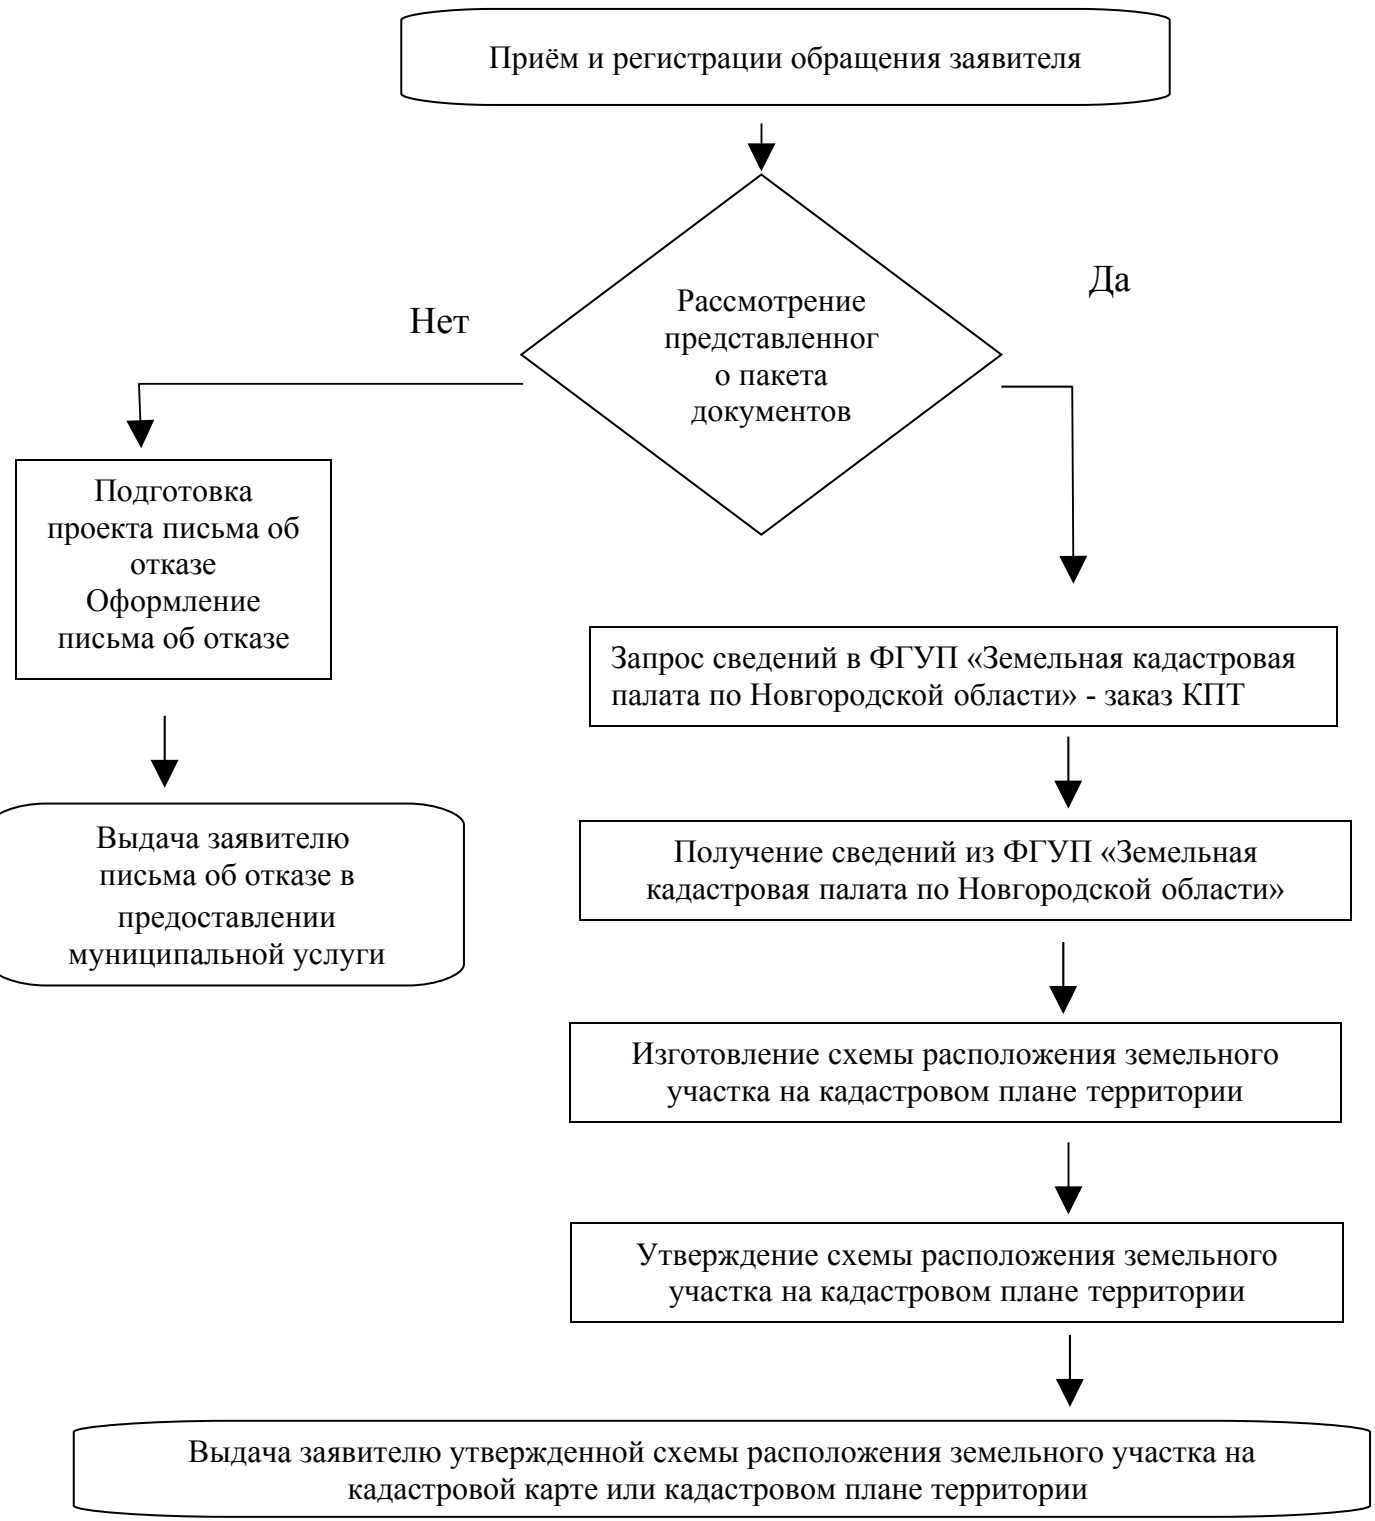 Приём и регистрации обращения заявителя
Да
Нет
Рассмотрение
представленног
о пакета
документов
Подготовка
проекта письма об
отказе
Оформление
письма об отказе
Запрос сведений в ФГУП «Земельная кадастровая
палата по Новгородской области» - заказ КПТ
Выдача заявителю
письма об отказе в
предоставлении
муниципальной услуги
Получение сведений из ФГУП «Земельная
кадастровая палата по Новгородской области»
Изготовление схемы расположения земельного
участка на кадастровом плане территории
Утверждение схемы расположения земельного
участка на кадастровом плане территории
Выдача заявителю утвержденной схемы расположения земельного участка на
кадастровой карте или кадастровом плане территории